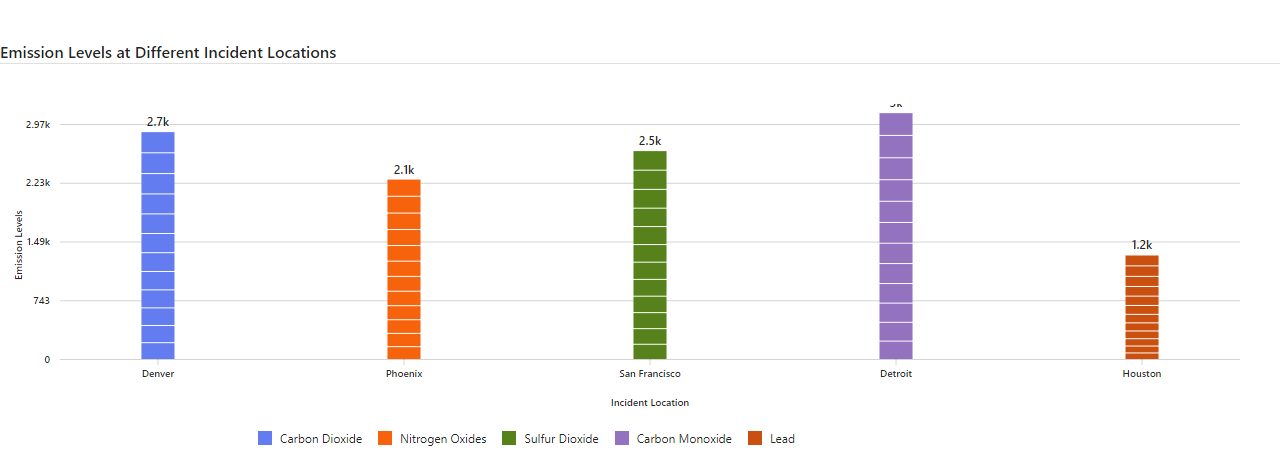 Emission Levels at Different Incident Locations
2.97k
2.23k
1.49k
743
0
Emission Levels
2.7k
2.1k
2.5k
1.2k
Denver
Phoenix
San Francisco
Detroit
Houston
Incident Location
Carbon Dioxide
Nitrogen Oxides
Sulfur Dioxide
Carbon Monoxide
Lead